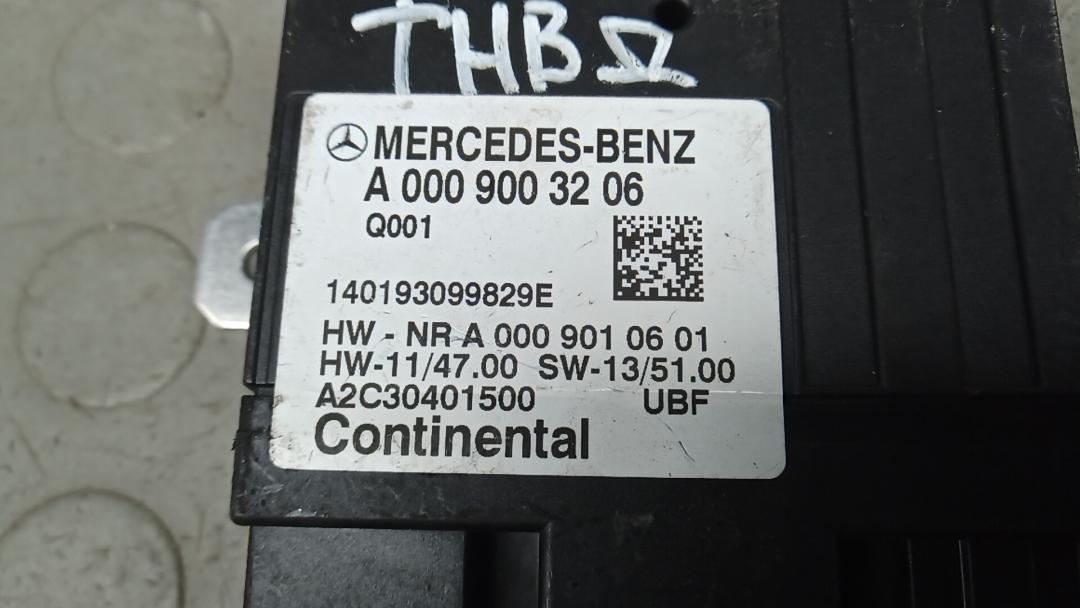 THB
MERCEDES-BENZ
A 000 900 32 06
Q001
140193099829E
HW - NR A 000 901 06 01
HW-11/47.00 SW-13/51.00
A2C30401500 UBF
Continental